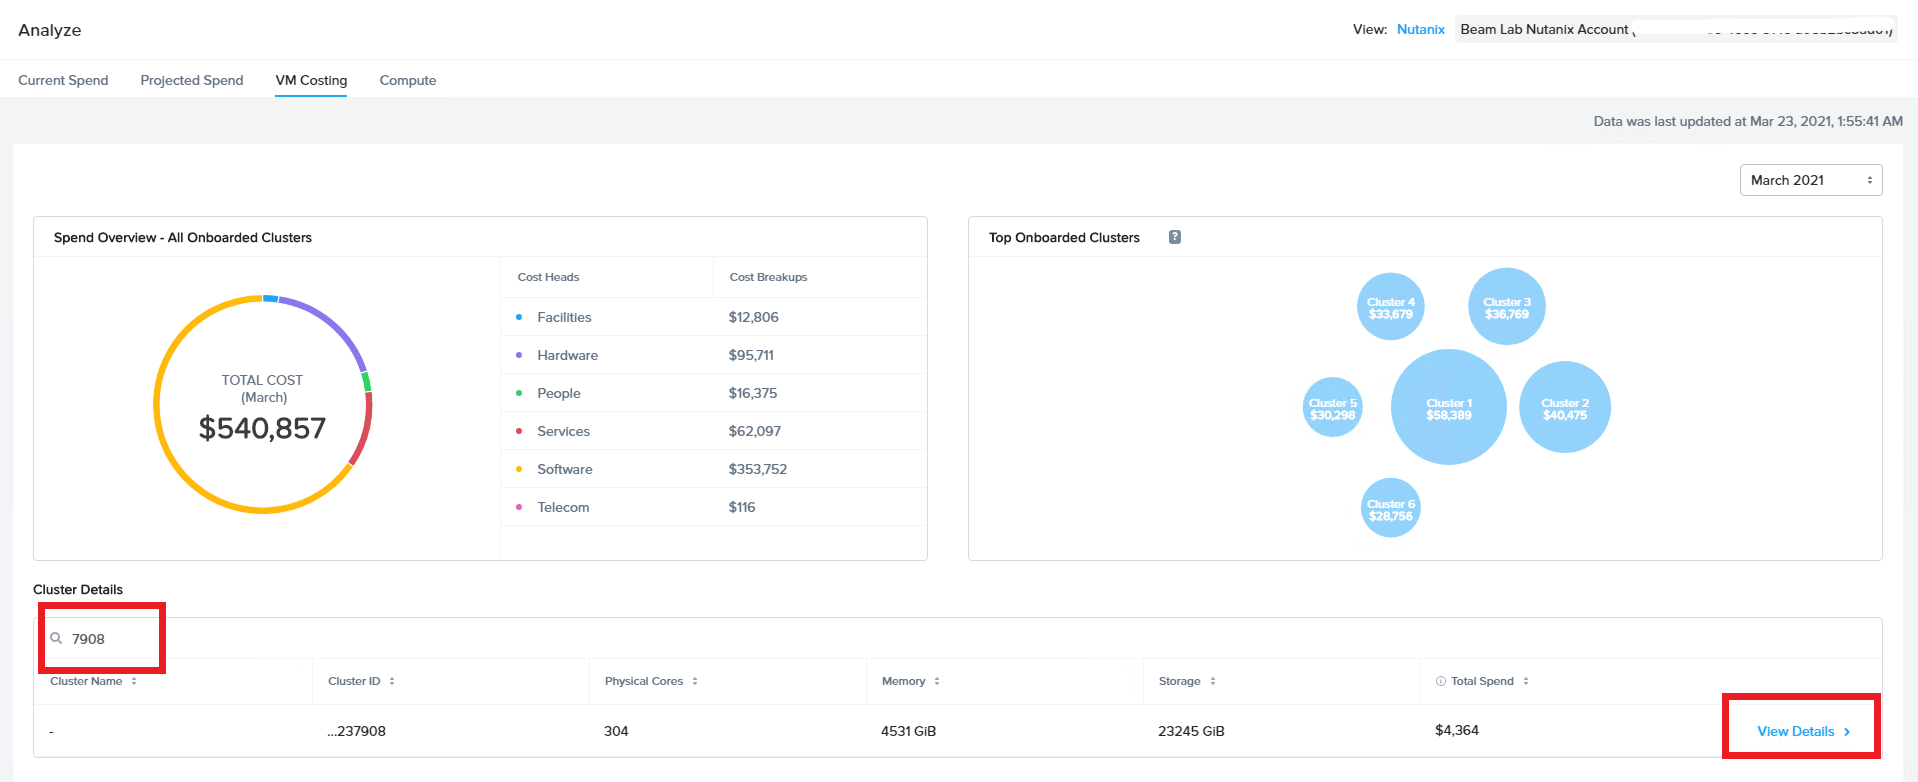 Analyze
View: Nutanix Beam Lab Nutanix Account (
Current Spend Projected Spend VM Costing Compute
Data was last updated at Mar 23, 2021, 1:55:41 AM
March 2021
Spend Overview - All Onboarded Clusters
TOTAL COST
(March)
$540,857
Cost Heads Cost Breakups
Facilities $12,806
Hardware $95,711
People $16,375
Services $62,097
Software $353,752
Telecom $116
Top Onboarded Clusters ?
Cluster 4
$33,679
Cluster 3
$36,769
Cluster 5
$30,298
Cluster 1
$58,389
Cluster 2
$40,475
Cluster 6
$28,756
Cluster Details
7908
Cluster Name Cluster ID Physical Cores Memory Storage Total Spend
- ...237908 304 4531 GiB 23245 GiB $4,364 View Details >